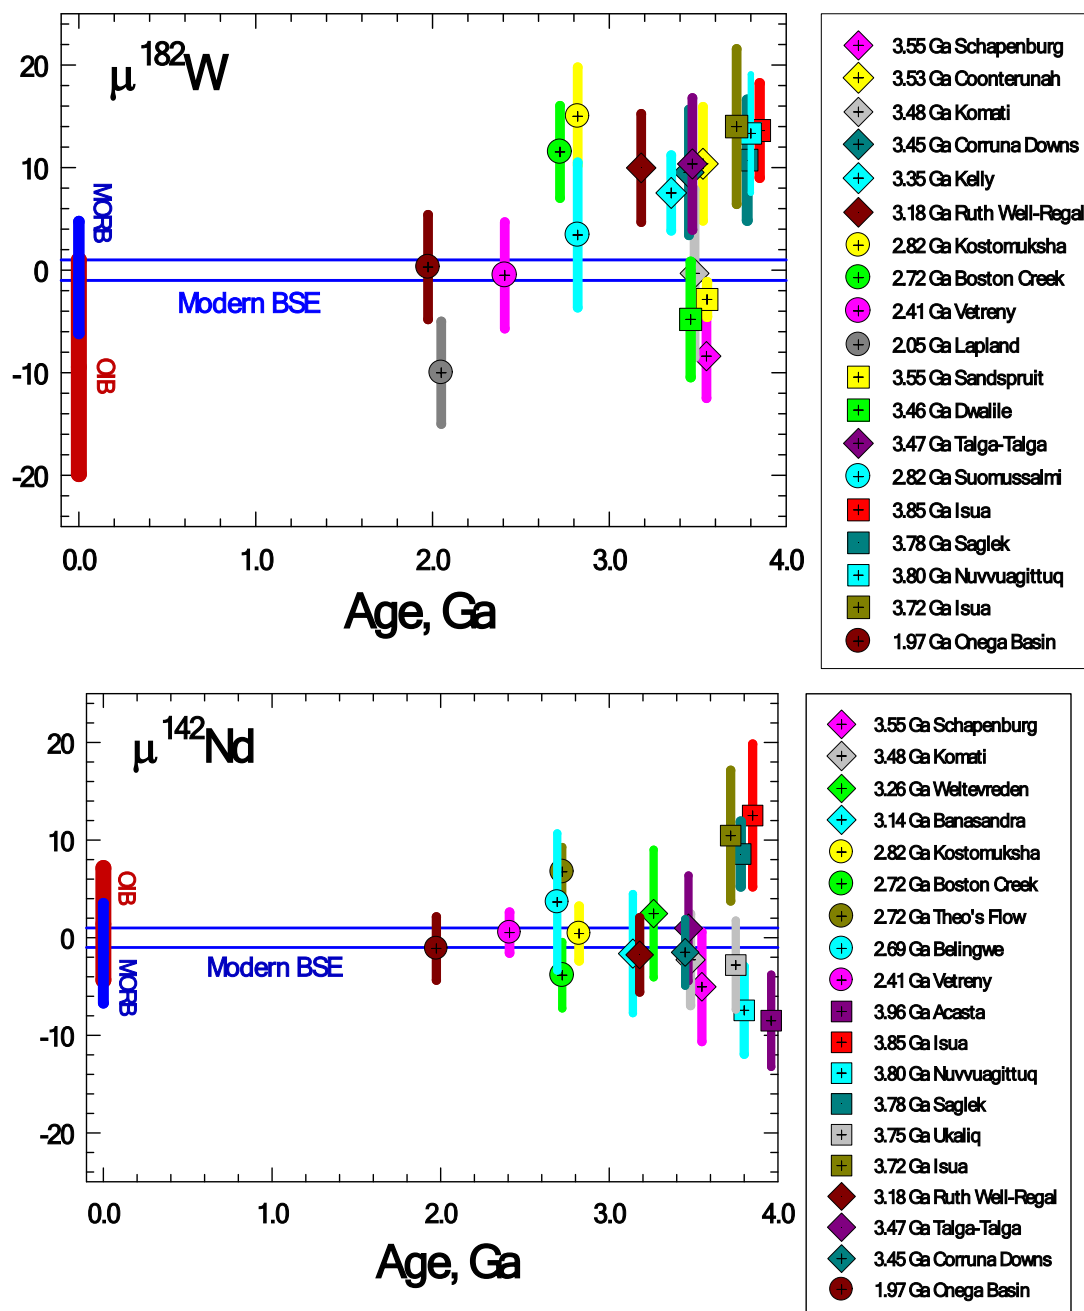 μ ¹⁸²W
20
10
0
-10
-20
MORB
OIB
Modern BSE
0.0
1.0
2.0
3.0
4.0
Age, Ga
3.55 Ga Schapenburg
3.53 Ga Coonterunah
3.48 Ga Komati
3.45 Ga Corruna Downs
3.35 Ga Kelly
3.18 Ga Ruth Well-Regal
2.82 Ga Kostomuksha
2.72 Ga Boston Creek
2.41 Ga Vetreny
2.05 Ga Lapland
3.55 Ga Sandspruit
3.46 Ga Dwalile
3.47 Ga Talga-Talga
2.82 Ga Suomussalmi
3.85 Ga Isua
3.78 Ga Saglek
3.80 Ga Nuvvuagittuq
3.72 Ga Isua
1.97 Ga Onega Basin
μ ¹⁴²Nd
20
10
0
-10
-20
OIB
MORB
Modern BSE
0.0
1.0
2.0
3.0
4.0
Age, Ga
3.55 Ga Schapenburg
3.48 Ga Komati
3.26 Ga Weltevreden
3.14 Ga Banasandra
2.82 Ga Kostomuksha
2.72 Ga Boston Creek
2.72 Ga Theo's Flow
2.69 Ga Belingwe
2.41 Ga Vetreny
3.96 Ga Acasta
3.85 Ga Isua
3.80 Ga Nuvvuagittuq
3.78 Ga Saglek
3.75 Ga Ukaliq
3.72 Ga Isua
3.18 Ga Ruth Well-Regal
3.47 Ga Talga-Talga
3.45 Ga Corruna Downs
1.97 Ga Onega Basin